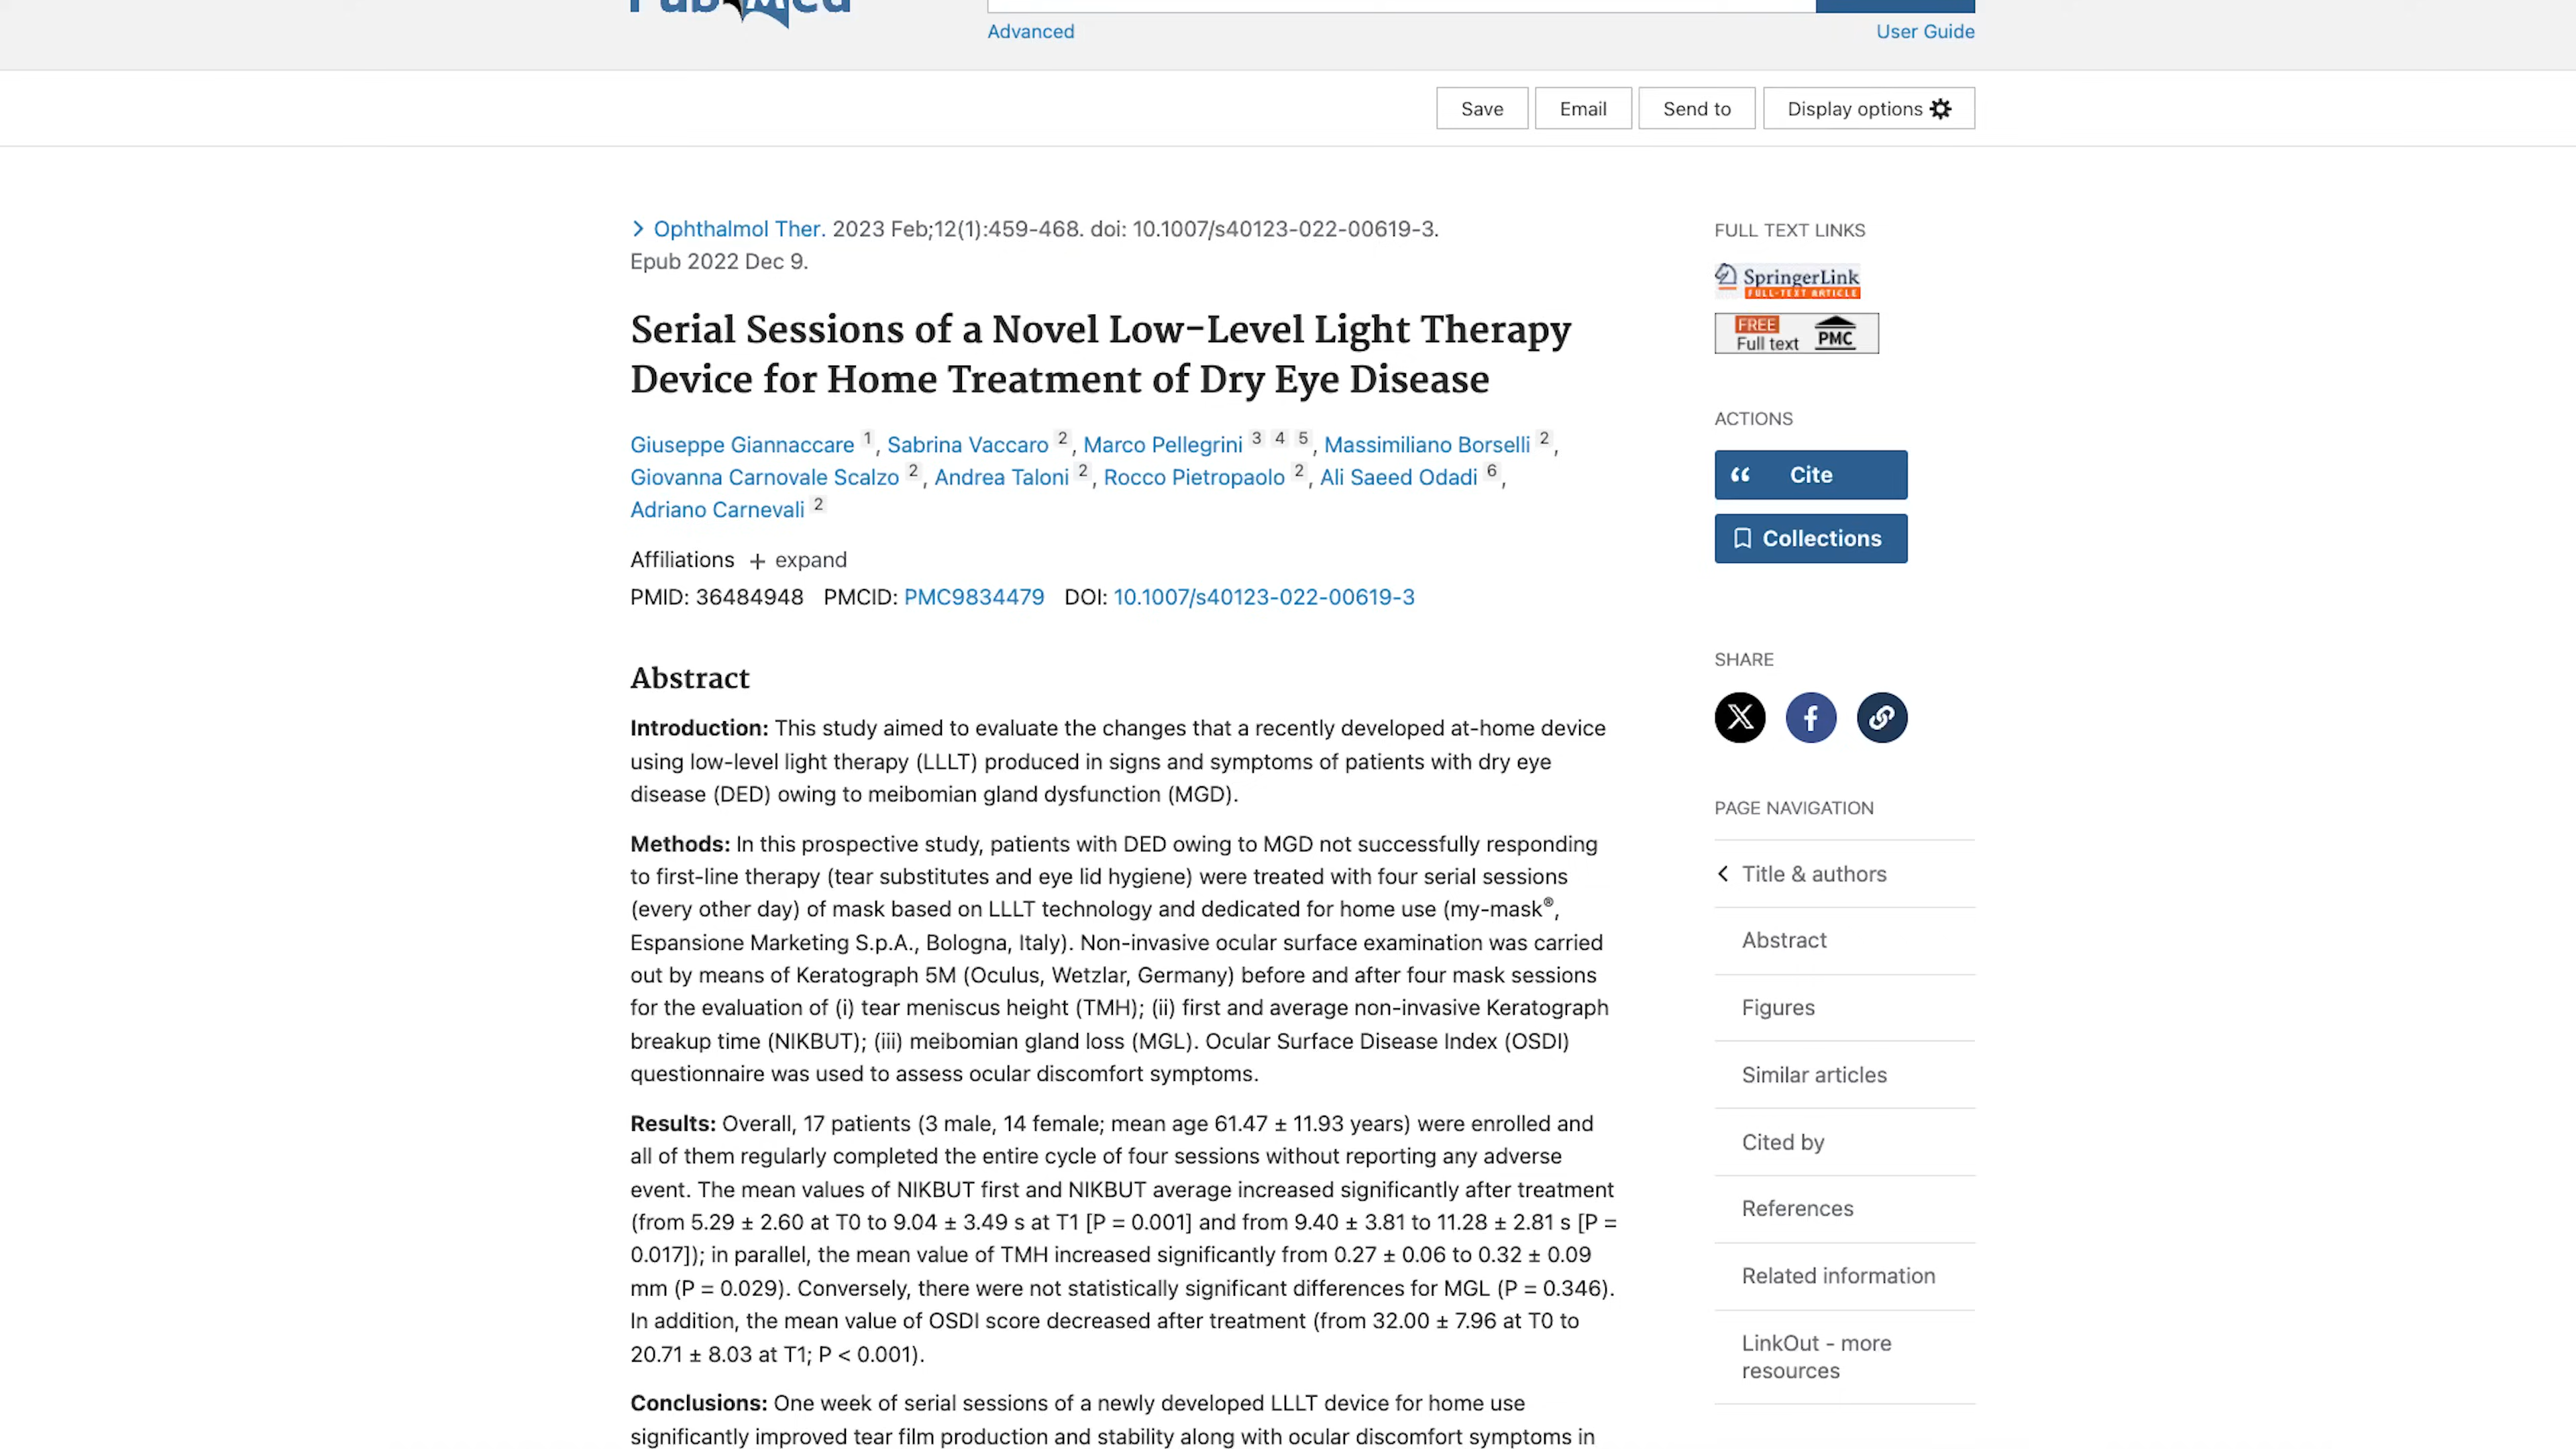 PubMed
Advanced
User Guide
Save
Email
Send to
Display options
Ophthalmol Ther. 2023 Feb;12(1):459-468. doi: 10.1007/s40123-022-00619-3.
Epub 2022 Dec 9.
Serial Sessions of a Novel Low-Level Light Therapy
Device for Home Treatment of Dry Eye Disease
Giuseppe Giannaccare 1, Sabrina Vaccaro 2, Marco Pellegrini 3 4 5, Massimiliano Borselli 2,
Giovanna Carnovale Scalzo 2, Andrea Taloni 2, Rocco Pietropaolo 2, Ali Saeed Odadi 6,
Adriano Carnevali 2
Affiliations + expand
PMID: 36484948 PMCID: PMC9834479 DOI: 10.1007/s40123-022-00619-3
Abstract
Introduction: This study aimed to evaluate the changes that a recently developed at-home device
using low-level light therapy (LLLT) produced in signs and symptoms of patients with dry eye
disease (DED) owing to meibomian gland dysfunction (MGD).
Methods: In this prospective study, patients with DED owing to MGD not successfully responding
to first-line therapy (tear substitutes and eye lid hygiene) were treated with four serial sessions
(every other day) of mask based on LLLT technology and dedicated for home use (my-mask®,
Espansione Marketing S.p.A., Bologna, Italy). Non-invasive ocular surface examination was carried
out by means of Keratograph 5M (Oculus, Wetzlar, Germany) before and after four mask sessions
for the evaluation of (i) tear meniscus height (TMH); (ii) first and average non-invasive Keratograph
breakup time (NIKBUT); (iii) meibomian gland loss (MGL). Ocular Surface Disease Index (OSDI)
questionnaire was used to assess ocular discomfort symptoms.
Results: Overall, 17 patients (3 male, 14 female; mean age 61.47 ± 11.93 years) were enrolled and
all of them regularly completed the entire cycle of four sessions without reporting any adverse
event. The mean values of NIKBUT first and NIKBUT average increased significantly after treatment
(from 5.29 ± 2.60 at T0 to 9.04 ± 3.49 s at T1 [P = 0.001] and from 9.40 ± 3.81 to 11.28 ± 2.81 s [P =
0.017]); in parallel, the mean value of TMH increased significantly from 0.27 ± 0.06 to 0.32 ± 0.09
mm (P = 0.029). Conversely, there were not statistically significant differences for MGL (P = 0.346).
In addition, the mean value of OSDI score decreased after treatment (from 32.00 ± 7.96 at T0 to
20.71 ± 8.03 at T1; P < 0.001).
Conclusions: One week of serial sessions of a newly developed LLLT device for home use
significantly improved tear film production and stability along with ocular discomfort symptoms in
FULL TEXT LINKS
SpringerLink
FULL-TEXT ARTICLE
FREE
Full text PMC
ACTIONS
Cite
Collections
SHARE
PAGE NAVIGATION
Title & authors
Abstract
Figures
Similar articles
Cited by
References
Related information
LinkOut - more
resources